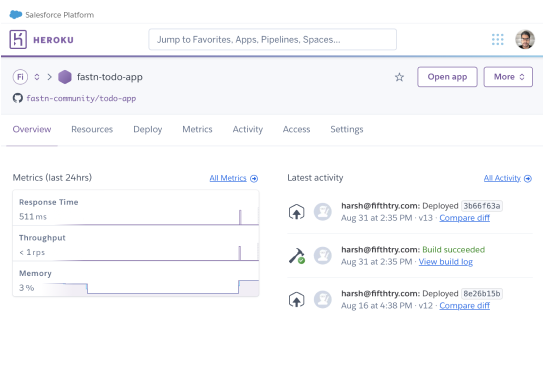 Salesforce Platform
HEROKU
Jump to Favorites, Apps, Pipelines, Spaces...
Fi
fastn-todo-app
Open app
More
fastn-community/todo-app
Overview Resources Deploy Metrics Activity Access Settings
Metrics (last 24hrs)
All Metrics
Response Time
511 ms
Throughput
< 1 rps
Memory
3 %
Latest activity
All Activity
harsh@fifthtry.com: Deployed 3b66f63a
Aug 31 at 2:35 PM · v13 · Compare diff
harsh@fifthtry.com: Build succeeded
Aug 31 at 2:35 PM · View build log
harsh@fifthtry.com: Deployed 8e26b15b
Aug 16 at 4:38 PM · v12 · Compare diff